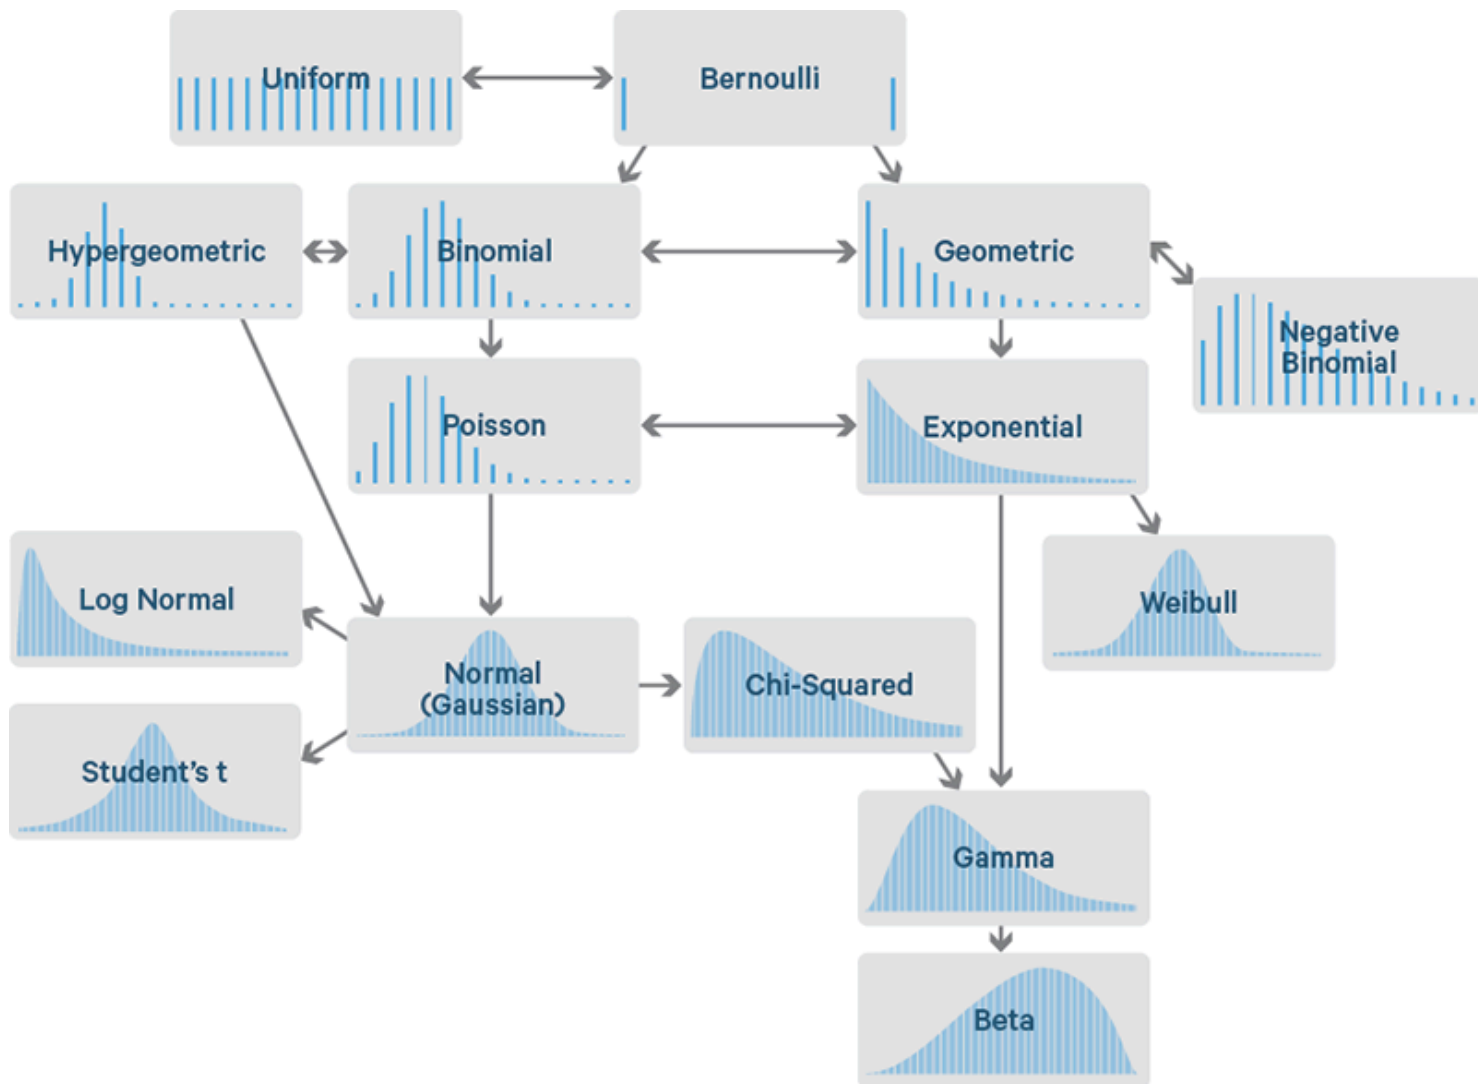 Uniform
Bernoulli
Hypergeometric
Binomial
Geometric
Negative
Binomial
Poisson
Exponential
Log Normal
Weibull
Normal
(Gaussian)
Chi-Squared
Student’s t
Gamma
Beta